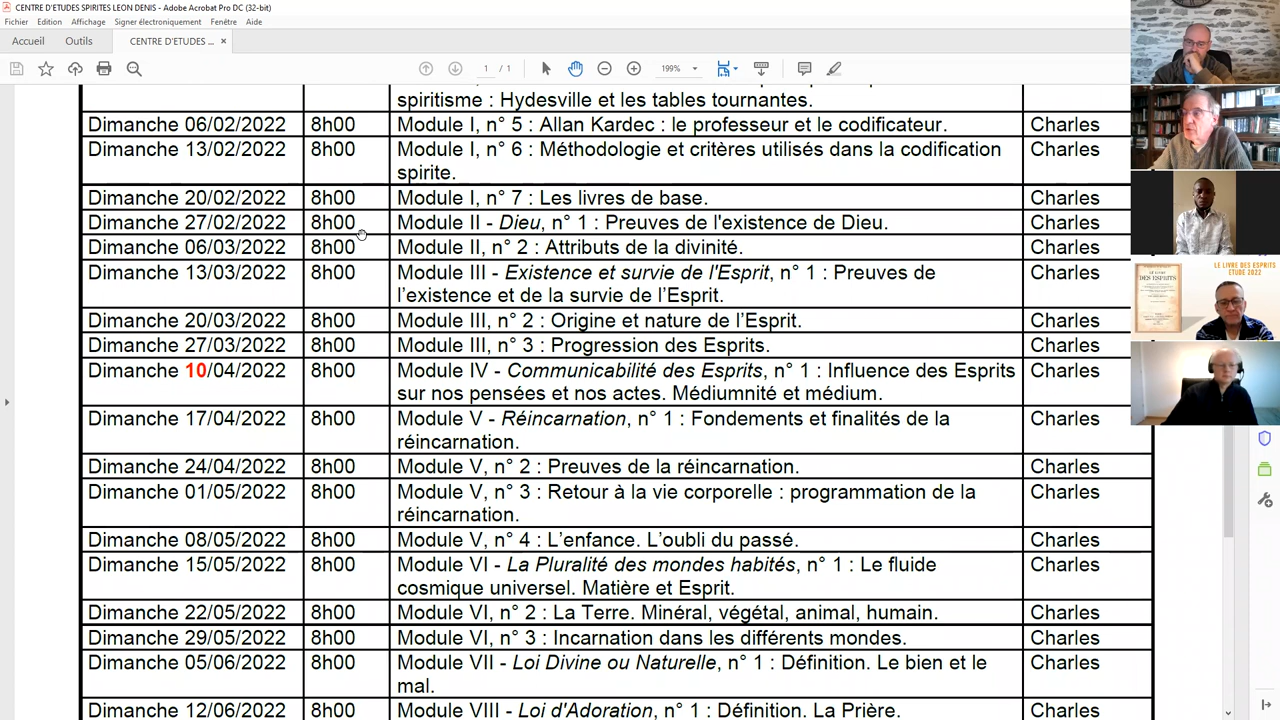 CENTRE D'ETUDES SPIRITES LEON DENIS - Adobe Acrobat Pro DC (32-bit)
Fichier Edition Affichage Signer électroniquement Fenêtre Aide
Accueil Outils CENTRE D'ETUDES ... ×
/ 1 199%
spiritisme : Hydesville et les tables tournantes.
Dimanche 06/02/2022 8h00 Module I, n° 5 : Allan Kardec : le professeur et le codificateur. Charles
Dimanche 13/02/2022 8h00 Module I, n° 6 : Méthodologie et critères utilisés dans la codification Charles
spirite.
Dimanche 20/02/2022 8h00 Module I, n° 7 : Les livres de base. Charles
Dimanche 27/02/2022 8h00 Module II - Dieu, n° 1 : Preuves de l'existence de Dieu. Charles
Dimanche 06/03/2022 8h00 Module II, n° 2 : Attributs de la divinité. Charles
Dimanche 13/03/2022 8h00 Module III - Existence et survie de l'Esprit, n° 1 : Preuves de Charles
l'existence et de la survie de l'Esprit.
Dimanche 20/03/2022 8h00 Module III, n° 2 : Origine et nature de l'Esprit. Charles
Dimanche 27/03/2022 8h00 Module III, n° 3 : Progression des Esprits. Charles
Dimanche 10/04/2022 8h00 Module IV - Communicabilité des Esprits, n° 1 : Influence des Esprits Charles
sur nos pensées et nos actes. Médiumnité et médium.
Dimanche 17/04/2022 8h00 Module V - Réincarnation, n° 1 : Fondements et finalités de la Charles
réincarnation.
Dimanche 24/04/2022 8h00 Module V, n° 2 : Preuves de la réincarnation. Charles
Dimanche 01/05/2022 8h00 Module V, n° 3 : Retour à la vie corporelle : programmation de la Charles
réincarnation.
Dimanche 08/05/2022 8h00 Module V, n° 4 : L'enfance. L'oubli du passé. Charles
Dimanche 15/05/2022 8h00 Module VI - La Pluralité des mondes habités, n° 1 : Le fluide Charles
cosmique universel. Matière et Esprit.
Dimanche 22/05/2022 8h00 Module VI, n° 2 : La Terre. Minéral, végétal, animal, humain. Charles
Dimanche 29/05/2022 8h00 Module VI, n° 3 : Incarnation dans les différents mondes. Charles
Dimanche 05/06/2022 8h00 Module VII - Loi Divine ou Naturelle, n° 1 : Définition. Le bien et le Charles
mal.
Dimanche 12/06/2022 8h00 Module VIII - Loi d'Adoration, n° 1 : Définition. La Prière. Charles
LE LIVRE DES ESPRITS
ETUDE 2022
DES ESPRITS